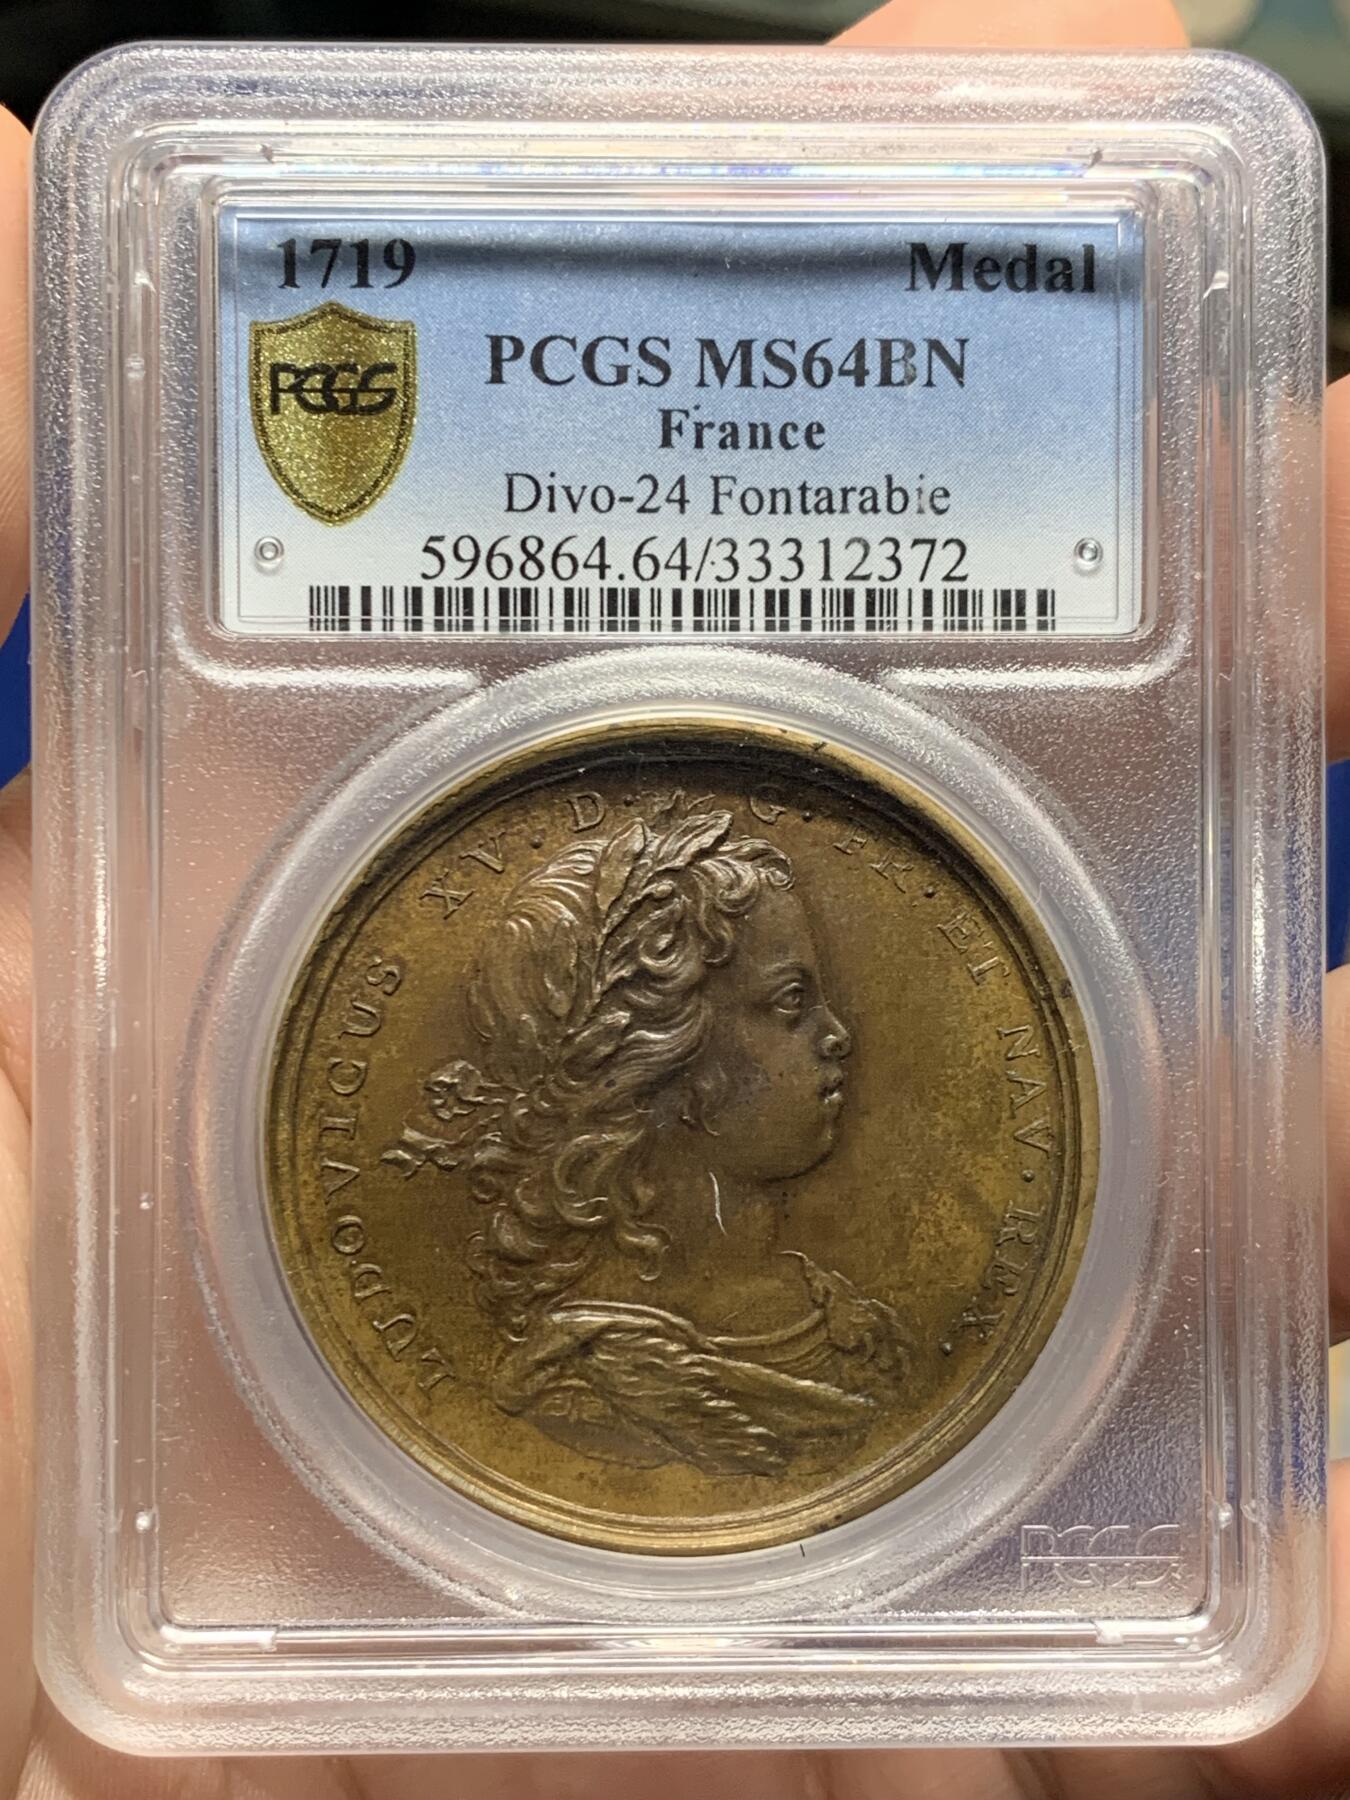 1719 Medal
PCGS
PCGS MS64BN
France
Divo-24 Fontarabie
596864.64/33312372
LUDOVICUS XV. D. G. FR. ET NAV. REX.
PCGS